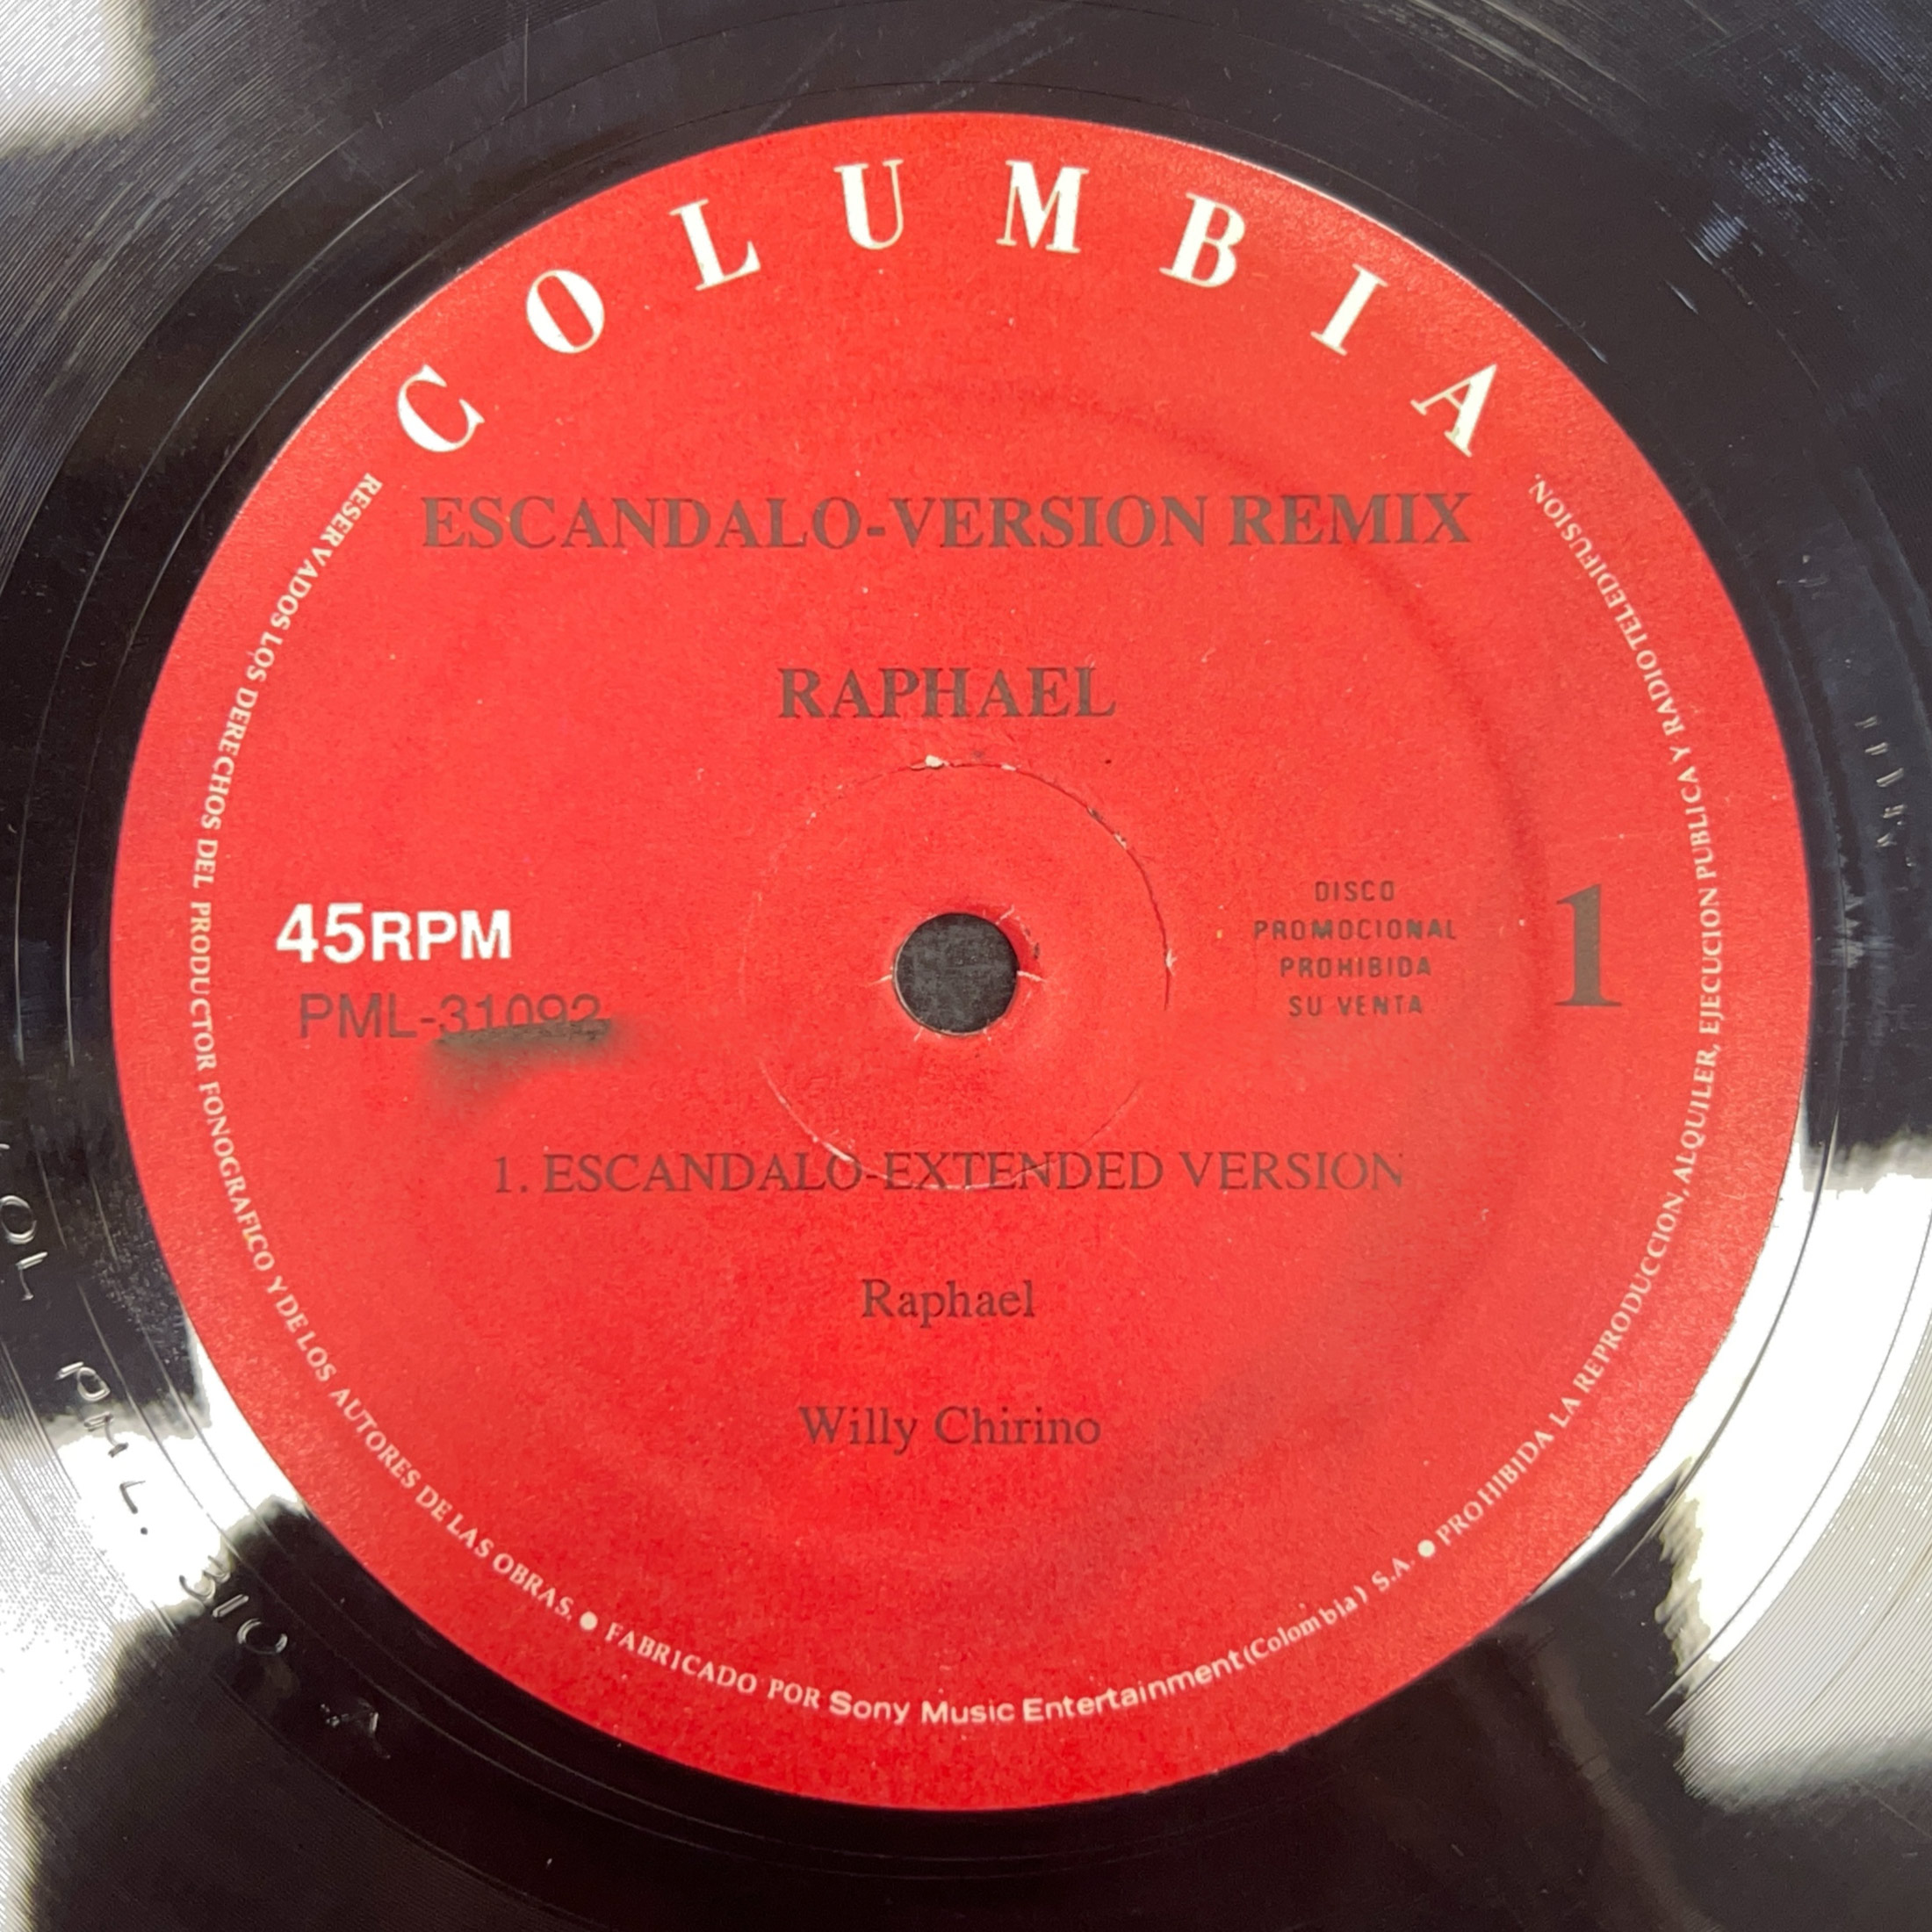 COLUMBIA
ESCANDALO-VERSION REMIX
RAPHAEL
45RPM
PML-31092
DISCO
PROMOCIONAL
PROHIBIDA
SU VENTA
1
1. ESCANDALO-EXTENDED VERSION
Raphael
Willy Chirino
RESERVADOS LOS DERECHOS DEL PRODUCTOR FONOGRAFICO Y DE LOS AUTORES DE LAS OBRAS. ● FABRICADO POR Sony Music Entertainment (Colombia) S.A. ● PROHIBIDA LA REPRODUCCION, ALQUILER, EJECUCION PUBLICA Y RADIOTELEDIFUSION.
PML. 310 A